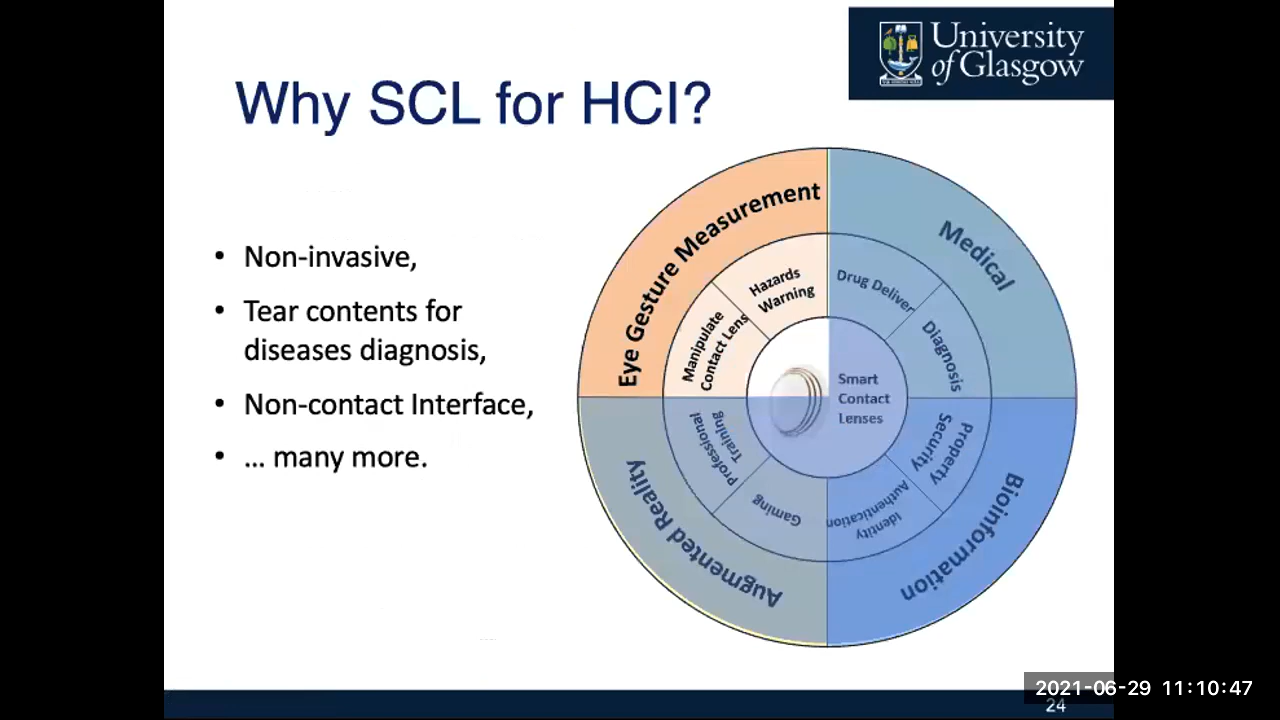 University
of Glasgow
Why SCL for HCI?
• Non-invasive,
• Tear contents for
diseases diagnosis,
• Non-contact Interface,
• ... many more.
Eye Gesture Measurement
Medical
Hazards
Warning
Drug Deliver
Manipulate
Contact Lens
Diagnosis
Smart
Contact
Lenses
Professional
Training
Property
Security
Gaming
Identity
Authentication
Augmented Reality
Bioinformation
2021-06-29 11:10:47
24